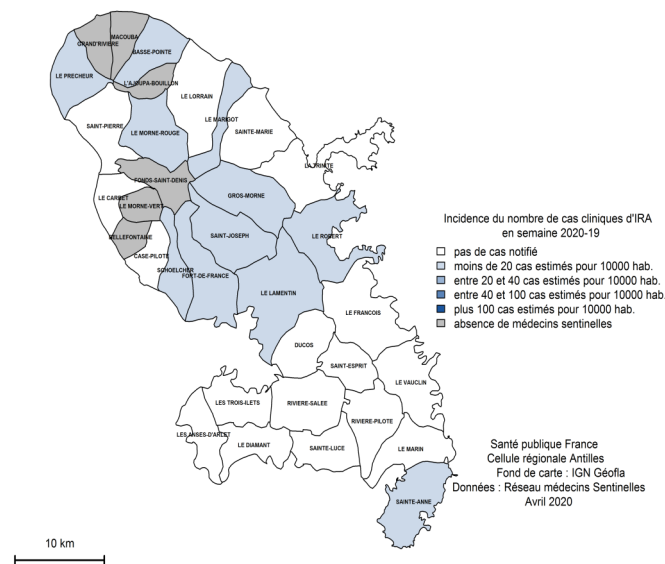 MACOUBA
GRAND'RIVIERE
BASSE-POINTE
LE PRECHEUR
L'AJOUPA-BOUILLON
LE LORRAIN
LE MARIGOT
SAINT-PIERRE
LE MORNE-ROUGE
SAINTE-MARIE
LA TRINITE
FONDS-SAINT-DENIS
GROS-MORNE
LE CARBET
LE MORNE-VERT
SAINT-JOSEPH
LE ROBERT
BELLEFONTAINE
CASE-PILOTE
SCHOELCHER
FORT-DE-FRANCE
LE LAMENTIN
LE FRANCOIS
DUCOS
SAINT-ESPRIT
LE VAUCLIN
LES TROIS-ILETS
RIVIERE-SALEE
RIVIERE-PILOTE
LES ANSES-D'ARLET
LE DIAMANT
SAINTE-LUCE
LE MARIN
SAINTE-ANNE
Incidence du nombre de cas cliniques d'IRA
en semaine 2020-19
pas de cas notifié
moins de 20 cas estimés pour 10000 hab.
entre 20 et 40 cas estimés pour 10000 hab.
entre 40 et 100 cas estimés pour 10000 hab.
plus 100 cas estimés pour 10000 hab.
absence de médecins sentinelles
Santé publique France
Cellule régionale Antilles
Fond de carte : IGN Géofla
Données : Réseau médecins Sentinelles
Avril 2020
10 km